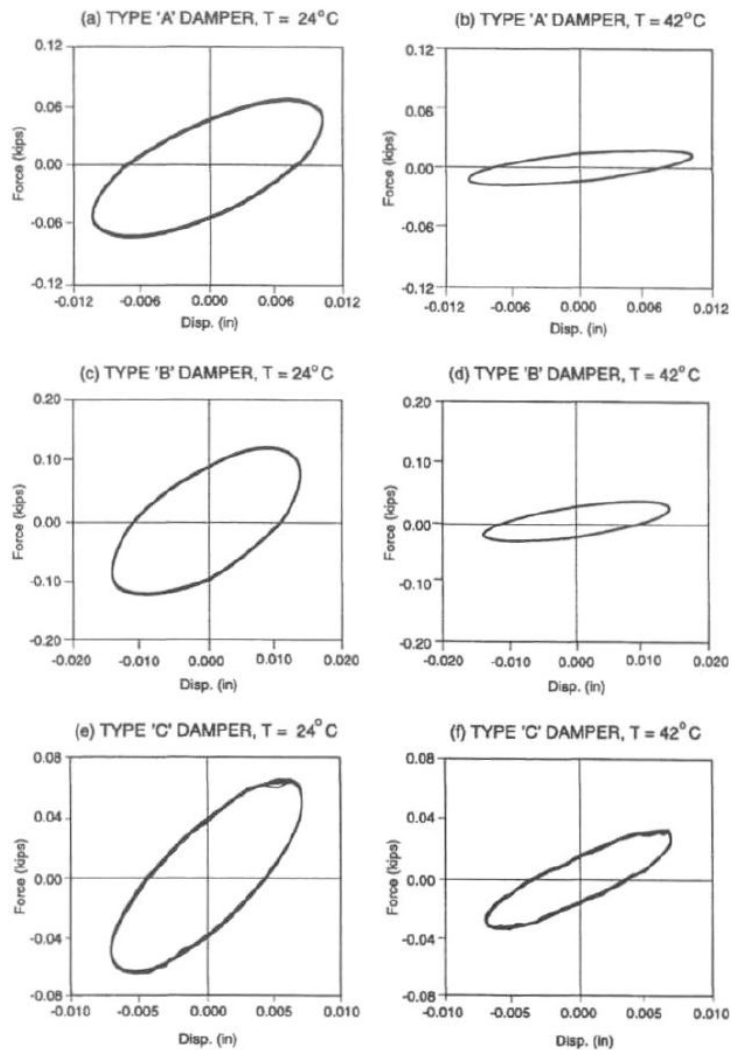 (a) TYPE 'A' DAMPER, T = 24°C
0.12
0.06
0.00
-0.06
-0.12
Force (kips)
-0.012 -0.006 0.000 0.006 0.012
Disp. (in)
(b) TYPE 'A' DAMPER, T = 42°C
0.12
0.06
0.00
-0.06
-0.12
Force (kips)
-0.012 -0.006 0.000 0.006 0.012
Disp. (in)
(c) TYPE 'B' DAMPER, T = 24°C
0.20
0.10
0.00
-0.10
-0.20
Force (kips)
-0.020 -0.010 0.000 0.010 0.020
Disp. (in)
(d) TYPE 'B' DAMPER, T = 42°C
0.20
0.10
0.00
-0.10
-0.20
Force (kips)
-0.020 -0.010 0.000 0.010 0.020
Disp. (in)
(e) TYPE 'C' DAMPER, T = 24°C
0.08
0.04
0.00
-0.04
-0.08
Force (kips)
-0.010 -0.005 0.000 0.005 0.010
Disp. (in)
(f) TYPE 'C' DAMPER, T = 42°C
0.08
0.04
0.00
-0.04
-0.08
Force (kips)
-0.010 -0.005 0.000 0.005 0.010
Disp. (in)